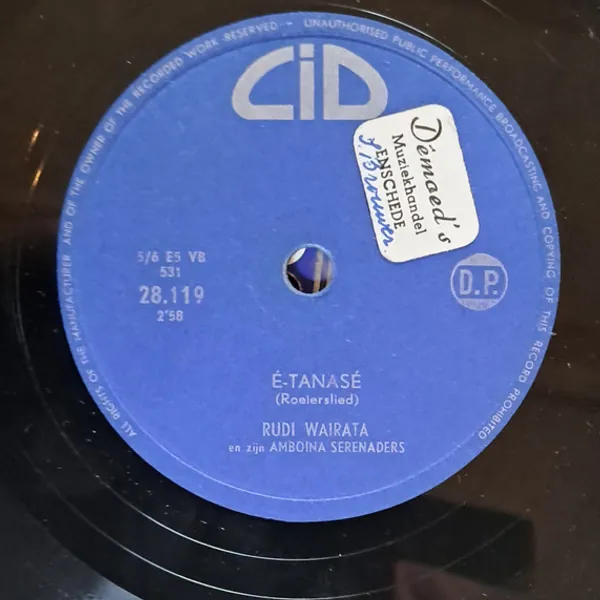 ALL RIGHTS OF THE MANUFACTURER AND OF THE OWNER OF THE RECORDED WORK RESERVED - UNAUTHORISED PUBLIC PERFORMANCE BROADCASTING AND COPYING OF THIS RECORD PROHIBITED
CID
Démoed's
Muziekhandel
ENSCHEDE
J. Brouwer.
5/6 E5 VB
531
28.119
2'58
D.P.
É-TANASÉ
(Roeierslied)
RUDI WAIRATA
en zijn AMBOINA SERENADERS